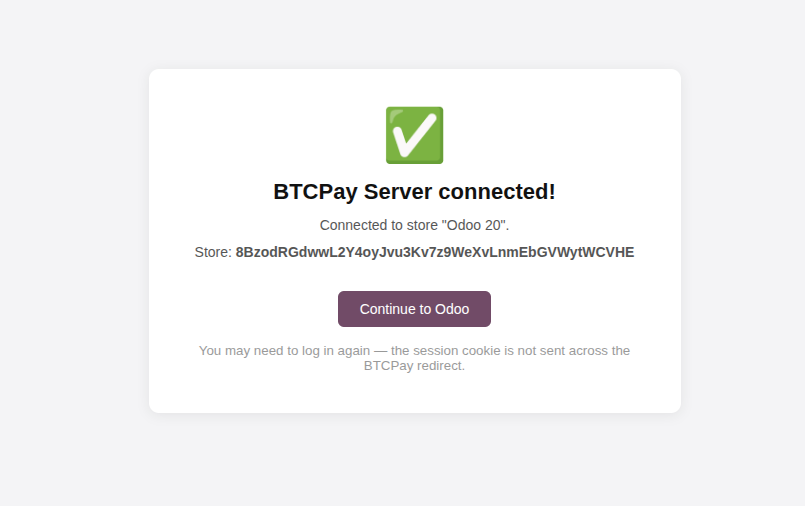 BTCPay Server connected!
Connected to store "Odoo 20".
Store: 8BzodRGdwwL2Y4oyJvu3Kv7z9WeXvLnmEbGVWytWCVHE
Continue to Odoo
You may need to log in again — the session cookie is not sent across the
BTCPay redirect.